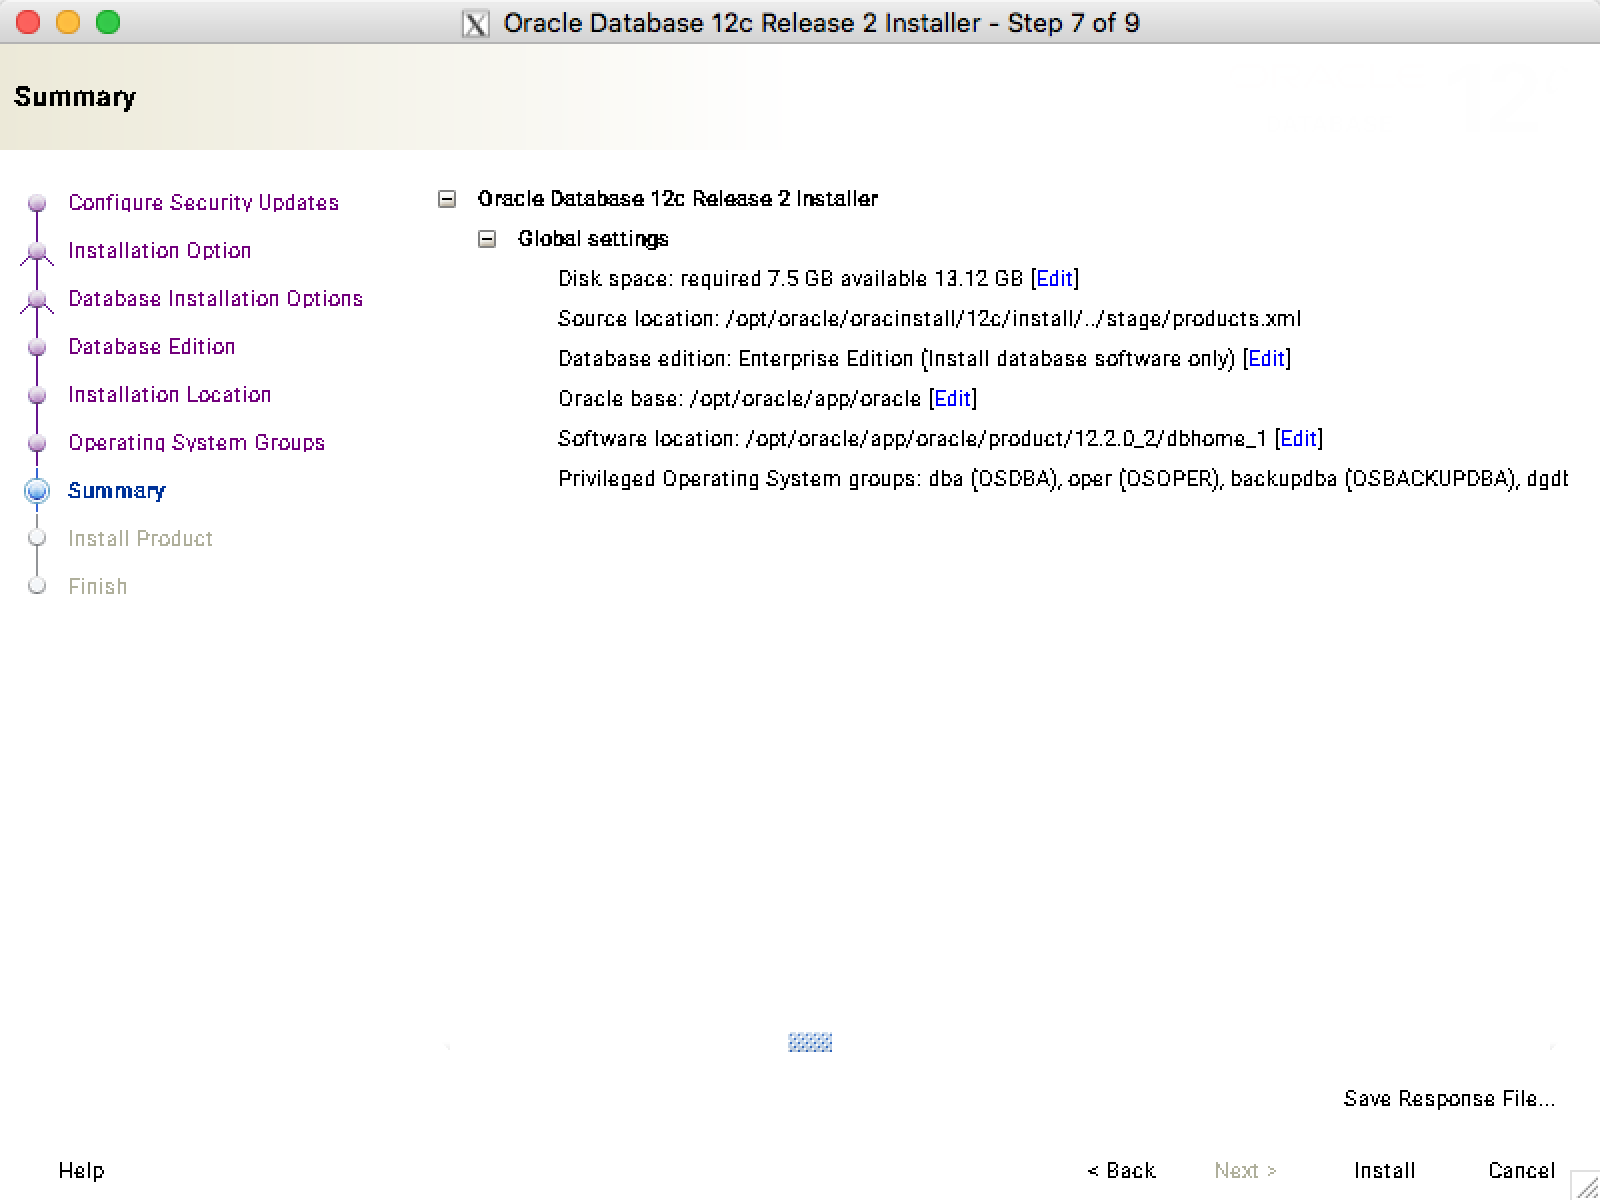 Oracle Database 12c Release 2 Installer - Step 7 of 9
Summary
Configure Security Updates
Installation Option
Database Installation Options
Database Edition
Installation Location
Operating System Groups
Summary
Install Product
Finish
Oracle Database 12c Release 2 Installer
Global settings
Disk space: required 7.5 GB available 13.12 GB [Edit]
Source location: /opt/oracle/oracinstall/12c/install/../stage/products.xml
Database edition: Enterprise Edition (Install database software only) [Edit]
Oracle base: /opt/oracle/app/oracle [Edit]
Software location: /opt/oracle/app/oracle/product/12.2.0_2/dbhome_1 [Edit]
Privileged Operating System groups: dba (OSDBA), oper (OSOPER), backupdba (OSBACKUPDBA),
Save Response File...
Help
< Back
Next >
Install
Cancel